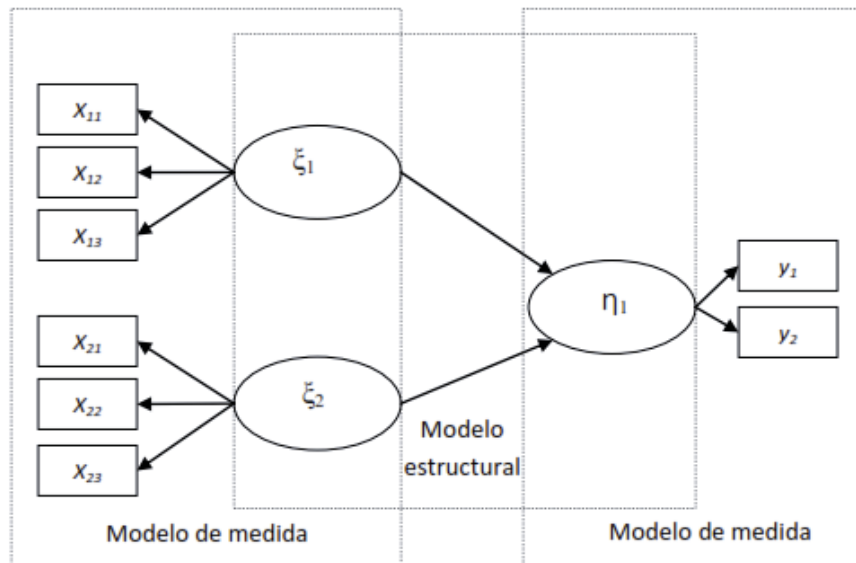 X₁₁
X₁₂
X₁₃
ξ₁
X₂₁
X₂₂
X₂₃
ξ₂
η₁
y₁
y₂
Modelo
estructural
Modelo de medida
Modelo de medida